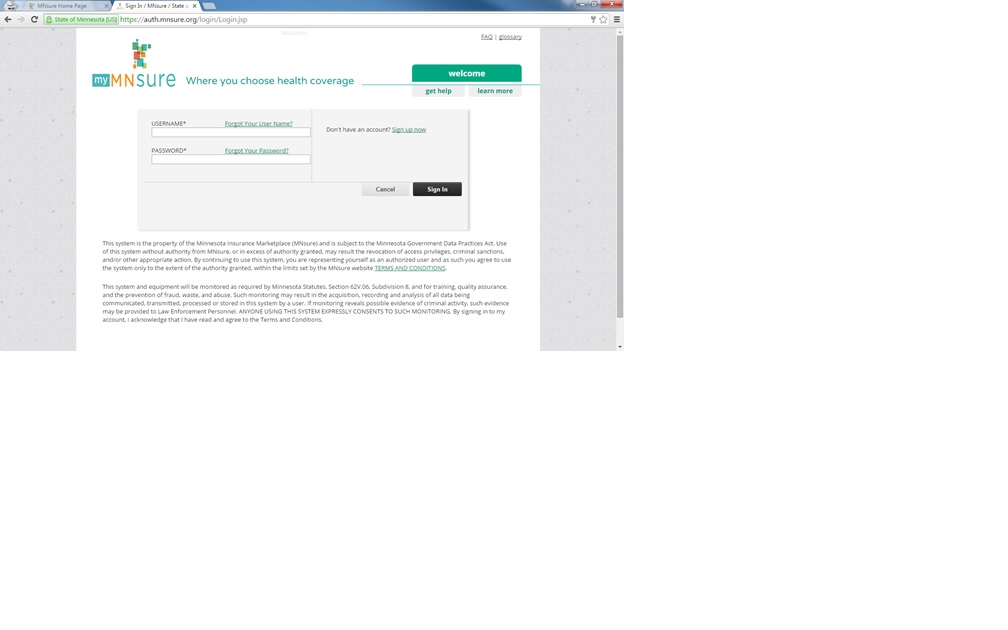 MNsure Home Page
Sign In / MNsure / State o
State of Minnesota [US] https://auth.mnsure.org/login/Login.jsp
FAQ | glossary
my MNsure Where you choose health coverage
welcome
get help learn more
USERNAME* Forgot Your User Name?
Don't have an account? Sign up now
PASSWORD* Forgot Your Password?
Cancel Sign In
This system is the property of the Minnesota Insurance Marketplace (MNsure) and is subject to the Minnesota Government Data Practices Act. Use
of this system without authority from MNsure, or in excess of authority granted, may result the revocation of access privileges, criminal sanctions,
and/or other appropriate action. By continuing to use this system, you are representing yourself as an authorized user and as such you agree to use
the system only to the extent of the authority granted, within the limits set by the MNsure website TERMS AND CONDITIONS.
This system and equipment will be monitored as required by Minnesota Statutes, Section 62V.06, Subdivision 8, and for training, quality assurance,
and the prevention of fraud, waste, and abuse. Such monitoring may result in the acquisition, recording and analysis of all data being
communicated, transmitted, processed or stored in this system by a user. If monitoring reveals possible evidence of criminal activity, such evidence
may be provided to Law Enforcement Personnel. ANYONE USING THIS SYSTEM EXPRESSLY CONSENTS TO SUCH MONITORING. By signing in to my
account, I acknowledge that I have read and agree to the Terms and Conditions.